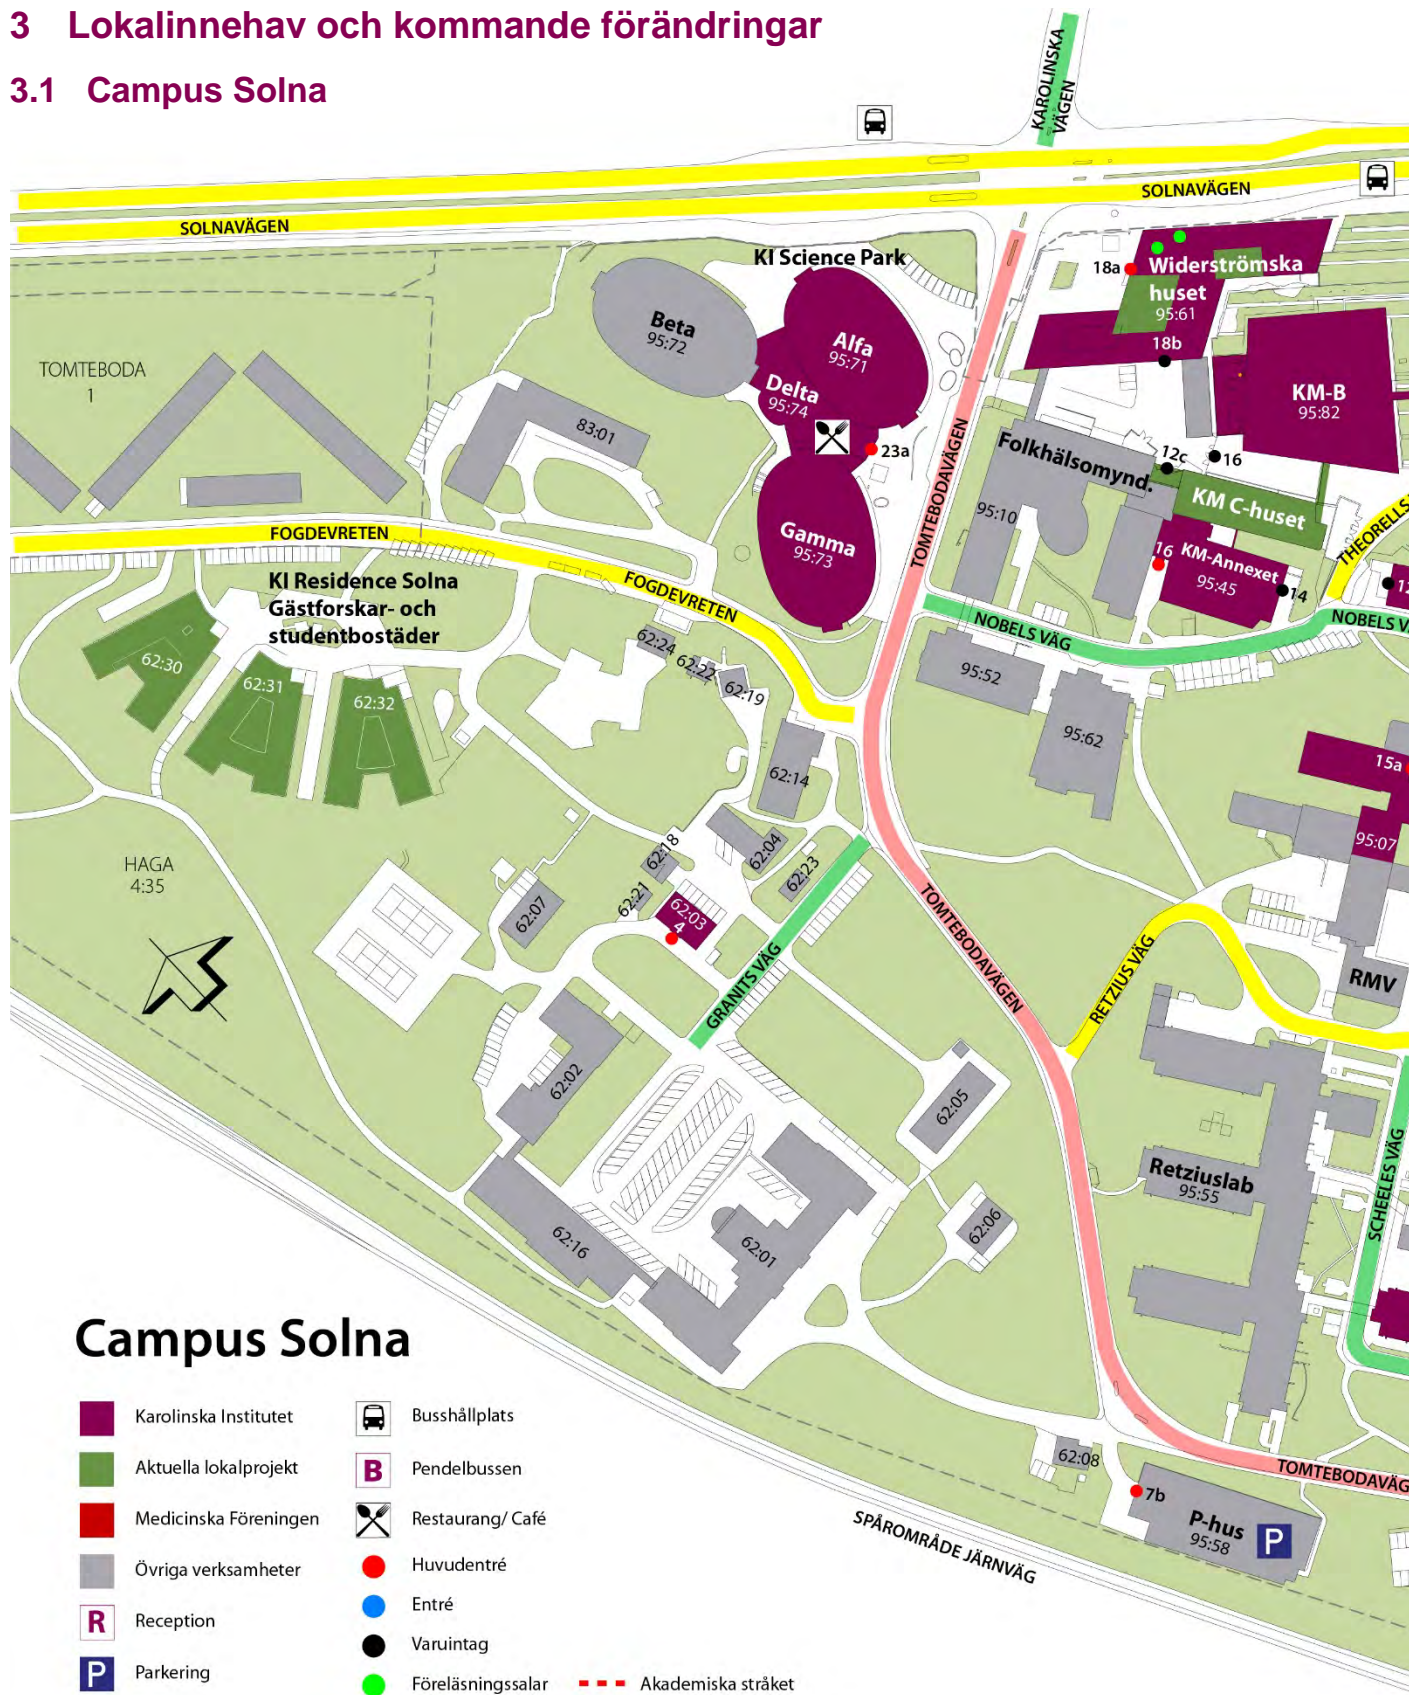 3 Lokalinnehav och kommande förändringar
3.1 Campus Solna
KAROLINSKA
VÄGEN
SOLNAVÄGEN
SOLNAVÄGEN
KI Science Park
18a
Widerströmska
huset
95:61
18b
Beta
95:72
Alfa
95:71
Delta
95:74
TOMTEBODA
1
KM-B
95:82
83:01
23a
TOMTEBODAVÄGEN
Folkhälsomynd.
12c
16
KM C-huset
95:10
THEORELLS
FOGDEVRETEN
Gamma
95:73
16
KM-Annexet
95:45
14
12
KI Residence Solna
Gästforskar- och
studentbostäder
FOGDEVRETEN
NOBELS VÄG
NOBELS V
62:24
62:22
62:19
62:30
62:31
62:32
95:52
95:62
62:14
15a
95:07
62:04
62:18
62:23
HAGA
4:35
62:21
62:07
62:03
4
TOMTEBODAVÄGEN
GRANITS VÄG
RETZIUS VÄG
RMV
62:02
62:05
Retziuslab
95:55
SCHEELES VÄG
62:16
62:01
62:06
Campus Solna
Karolinska Institutet
Busshållplats
Aktuella lokalprojekt
B
Pendelbussen
Medicinska Föreningen
Restaurang/ Café
Övriga verksamheter
Huvudentré
R
Reception
Entré
P
Parkering
Varuintag
Föreläsningssalar
Akademiska stråket
62:08
TOMTEBODAVÄG
7b
P-hus
95:58
P
SPÅROMRÅDE JÄRNVÄG